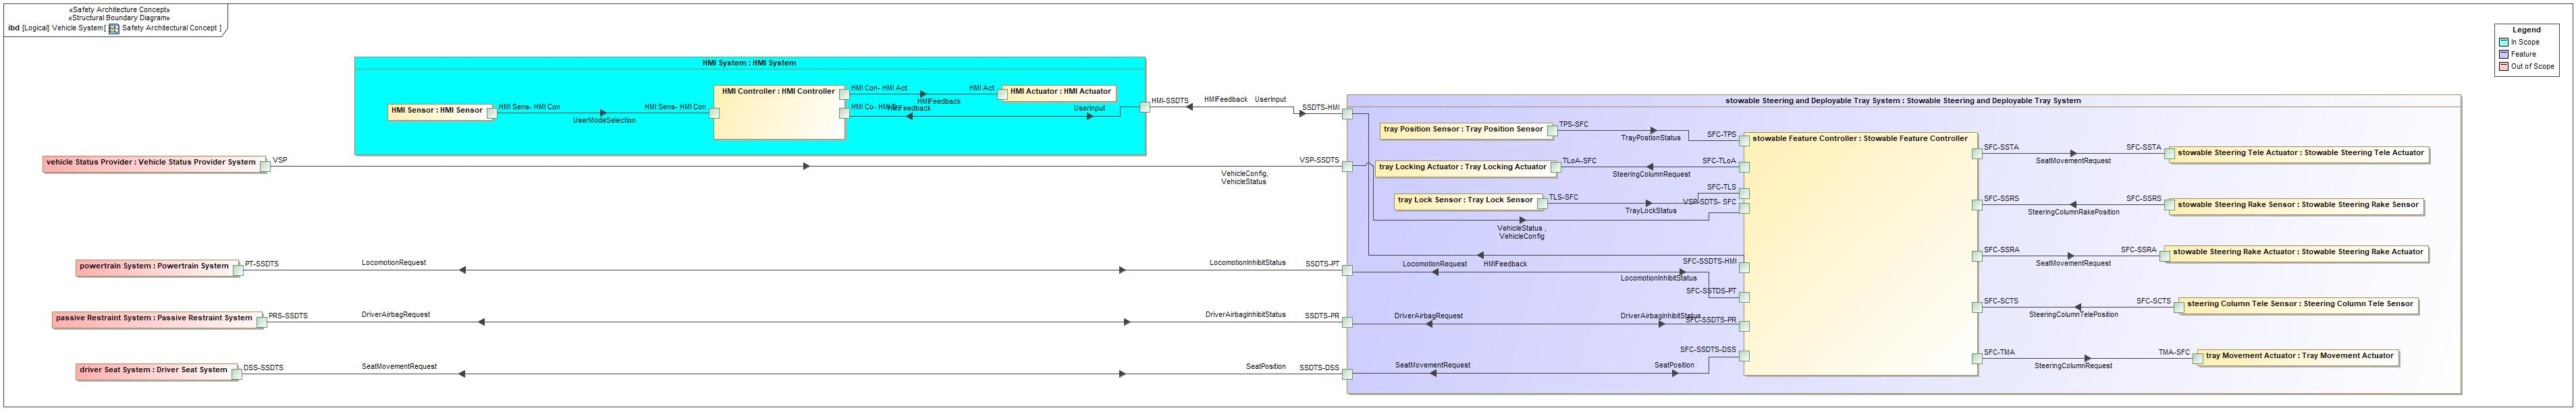 «Safety Architecture Concept»
«Structural Boundary Diagram»
ibd [Logical] Vehicle System[ Safety Architectural Concept ]
Legend
In Scope
Feature
Out of Scope
HMI System : HMI System
HMI Sensor : HMI Sensor
HMI Sens- HMI Con
UserModeSelection
HMI Sens- HMI Con
HMI Controller : HMI Controller
HMI Con- HMI Act
HMIFeedback
HMI Act
HMI Actuator : HMI Actuator
HMI Co- HMI S
HMIFeedback
UserInput
HMI-SSDTS
HMIFeedback
UserInput
SSDTS-HMI
vehicle Status Provider : Vehicle Status Provider System
VSP
VehicleConfig,
VehicleStatus
VSP-SSDTS
powertrain System : Powertrain System
PT-SSDTS
LocomotionRequest
LocomotionInhibitStatus
SSDTS-PT
passive Restraint System : Passive Restraint System
PRS-SSDTS
DriverAirbagRequest
DriverAirbagInhibitStatus
SSDTS-PR
driver Seat System : Driver Seat System
DSS-SSDTS
SeatMovementRequest
SeatPosition
SSDTS-DSS
stowable Steering and Deployable Tray System : Stowable Steering and Deployable Tray System
tray Position Sensor : Tray Position Sensor
TPS-SFC
TrayPostionStatus
SFC-TPS
tray Locking Actuator : Tray Locking Actuator
TLoA-SFC
SteeringColumnRequest
SFC-TLoA
tray Lock Sensor : Tray Lock Sensor
TLS-SFC
TrayLockStatus
SFC-TLS
VSP-SDTS- SFC
VehicleStatus ,
VehicleConfig
HMIFeedback
SFC-SSDTS-HMI
LocomotionRequest
LocomotionInhibitStatus
SFC-SSTDS-PT
DriverAirbagRequest
DriverAirbagInhibitStatus
SFC-SSDTS-PR
SeatMovementRequest
SeatPosition
SFC-SSDTS-DSS
stowable Feature Controller : Stowable Feature Controller
SFC-SSTA
SeatMovementRequest
SFC-SSTA
stowable Steering Tele Actuator : Stowable Steering Tele Actuator
SFC-SSRS
SteeringColumnRakePosition
SFC-SSRS
stowable Steering Rake Sensor : Stowable Steering Rake Sensor
SFC-SSRA
SeatMovementRequest
SFC-SSRA
stowable Steering Rake Actuator : Stowable Steering Rake Actuator
SFC-SCTS
SteeringColumnTelePosition
SFC-SCTS
steering Column Tele Sensor : Steering Column Tele Sensor
SFC-TMA
SteeringColumnRequest
TMA-SFC
tray Movement Actuator : Tray Movement Actuator